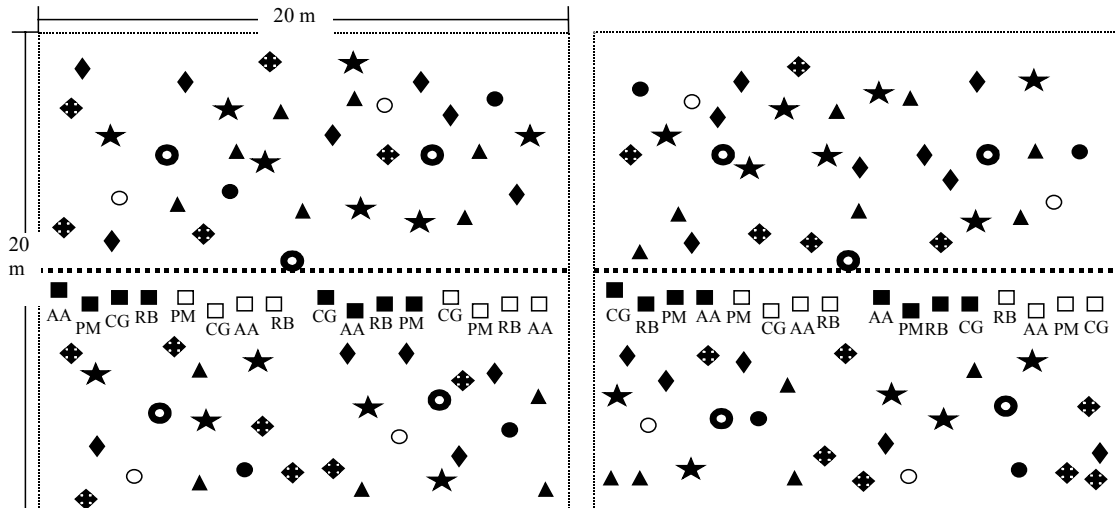 20 m
20
m
AA PM CG RB PM CG AA RB CG AA RB PM CG PM RB AA
CG RB PM AA PM CG AA RB AA PM RB CG RB AA PM CG